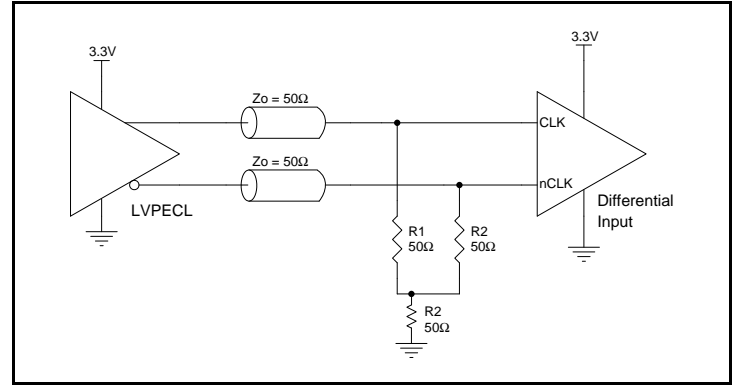 3.3V
3.3V
Zo = 50Ω
CLK
Zo = 50Ω
nCLK
LVPECL
Differential
Input
R1
50Ω
R2
50Ω
R2
50Ω